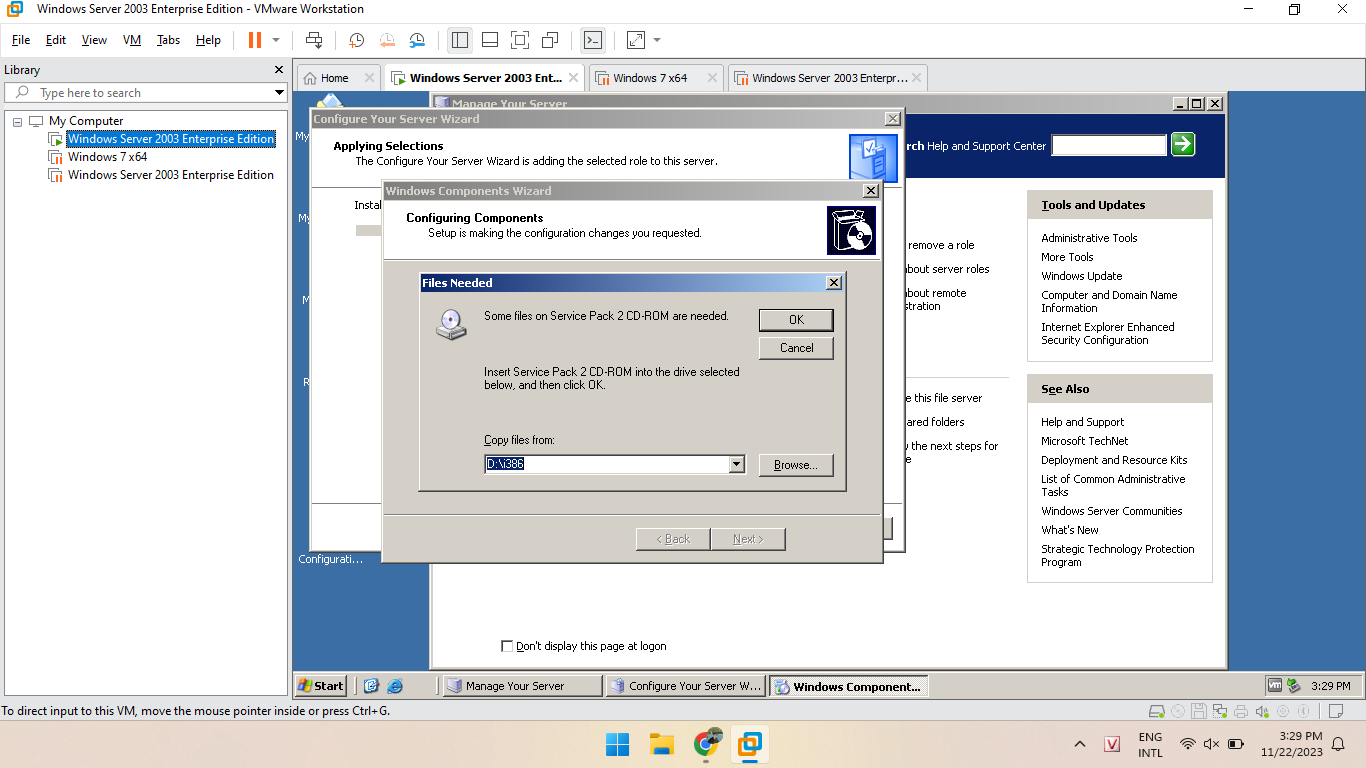 Windows Server 2003 Enterprise Edition - VMware Workstation
File Edit View VM Tabs Help
Library
Type here to search
My Computer
Windows Server 2003 Enterprise Edition
Windows 7 x64
Windows Server 2003 Enterprise Edition
Home
Windows Server 2003 Ent...
Windows 7 x64
Windows Server 2003 Enterpr...
Manage Your Server
Configure Your Server Wizard
Applying Selections
The Configure Your Server Wizard is adding the selected role to this server.
Instal
Windows Components Wizard
Configuring Components
Setup is making the configuration changes you requested.
Files Needed
Some files on Service Pack 2 CD-ROM are needed.
OK
Cancel
Insert Service Pack 2 CD-ROM into the drive selected
below, and then click OK.
Copy files from:
D:\i386
Browse...
< Back
Next >
My
My
M
R
Configurati...
rch Help and Support Center
remove a role
bout server roles
bout remote
stration
e this file server
ared folders
the next steps for
e
Tools and Updates
Administrative Tools
More Tools
Windows Update
Computer and Domain Name
Information
Internet Explorer Enhanced
Security Configuration
See Also
Help and Support
Microsoft TechNet
Deployment and Resource Kits
List of Common Administrative
Tasks
Windows Server Communities
What's New
Strategic Technology Protection
Program
Don't display this page at logon
Start
Manage Your Server
Configure Your Server W...
Windows Component...
3:29 PM
To direct input to this VM, move the mouse pointer inside or press Ctrl+G.
ENG
INTL
3:29 PM
11/22/2023